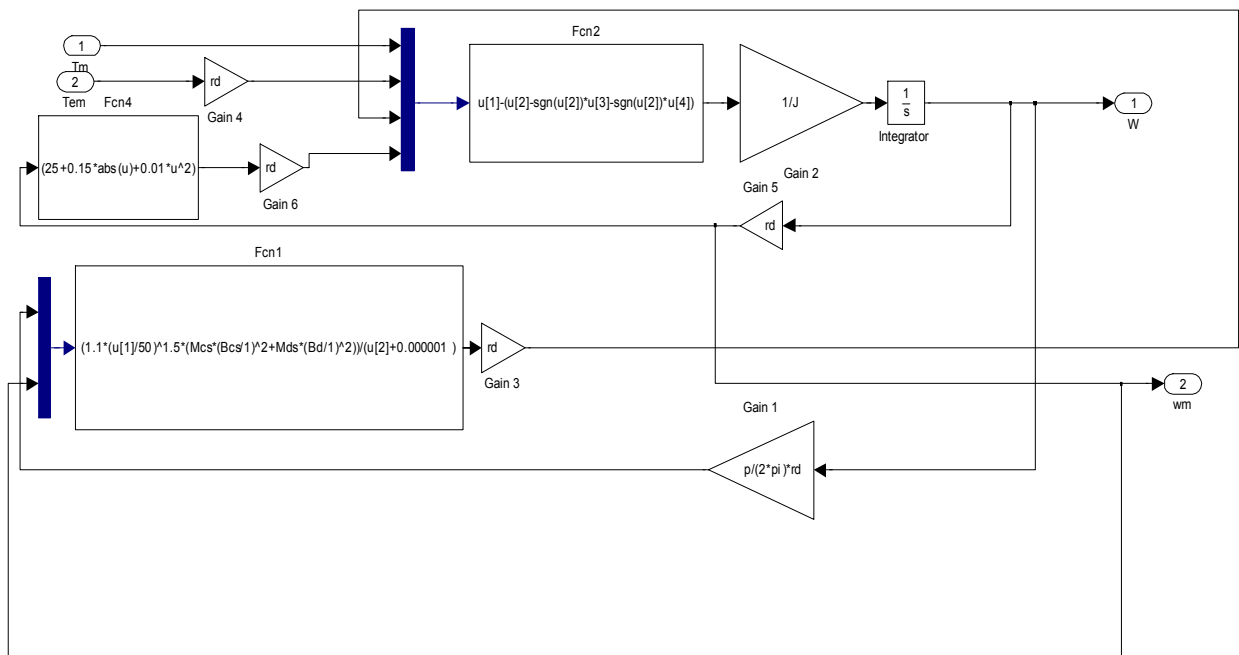 Fcn2
1
Tm
2
Tem
Fcn4
rd
Gain 4
u[1]-(u[2]-sgn(u[2])*u[3]-sgn(u[2])*u[4])
1/J
Gain 2
1
s
Integrator
1
W
(25+0.15*abs(u)+0.01*u^2)
rd
Gain 6
Gain 5
rd
Fcn1
(1.1*(u[1]/50)^1.5*(Mcs*(Bcs/1)^2+Mds*(Bd/1)^2))/(u[2]+0.000001 )
rd
Gain 3
2
wm
Gain 1
p/(2*pi)*rd